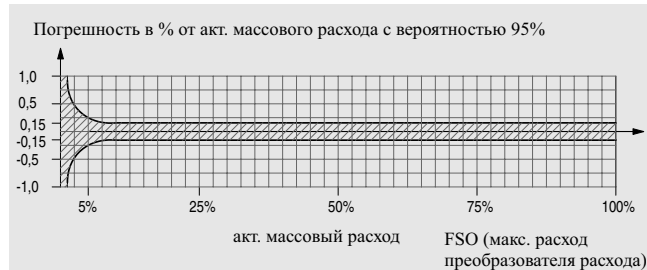 Погрешность в % от акт. массового расхода с вероятностью 95%
1,0
0,5
0,15
-0,15
-0,5
-1,0
5% 25% 50% 75% 100%
акт. массовый расход FSO (макс. расход
преобразователя расхода)